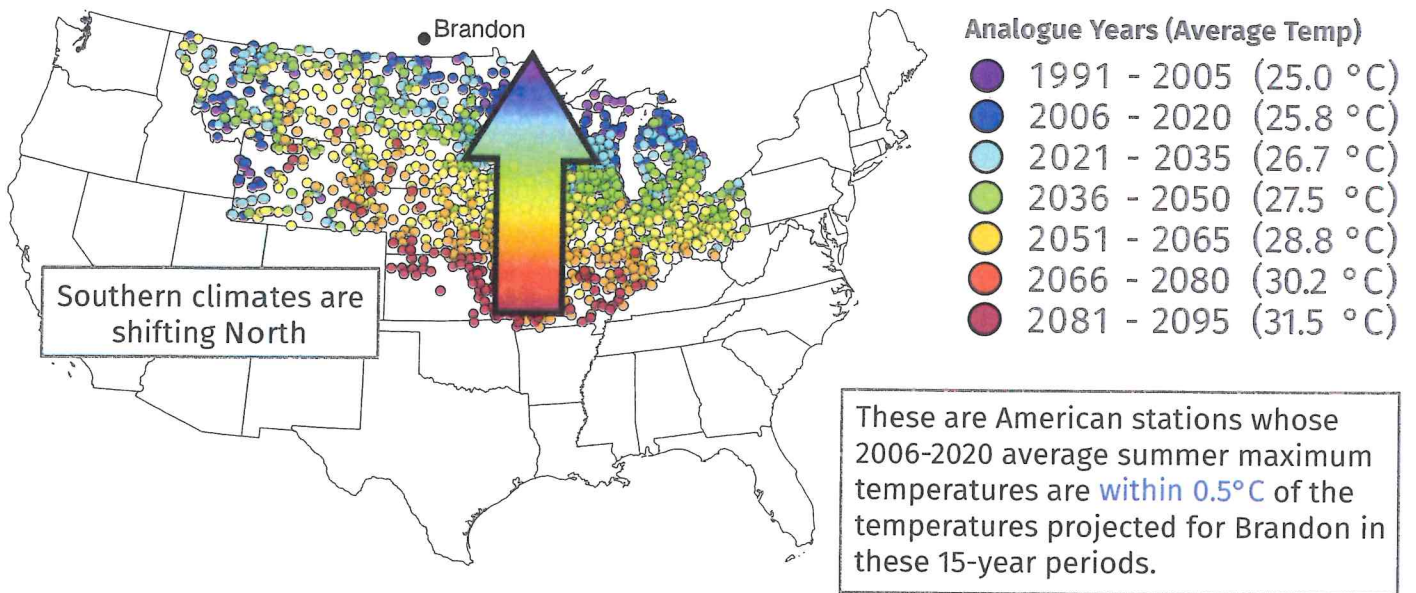 Brandon
Southern climates are
shifting North
Analogue Years (Average Temp)
1991 - 2005 (25.0 °C)
2006 - 2020 (25.8 °C)
2021 - 2035 (26.7 °C)
2036 - 2050 (27.5 °C)
2051 - 2065 (28.8 °C)
2066 - 2080 (30.2 °C)
2081 - 2095 (31.5 °C)
These are American stations whose
2006-2020 average summer maximum
temperatures are within 0.5°C of the
temperatures projected for Brandon in
these 15-year periods.